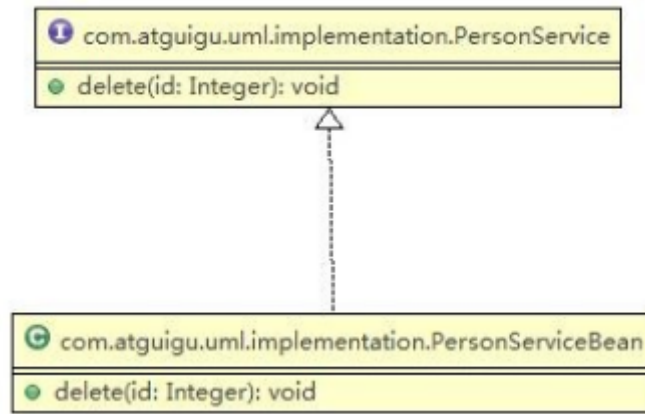 I com.atguigu.uml.implementation.PersonService
delete(id: Integer): void
C com.atguigu.uml.implementation.PersonServiceBean
delete(id: Integer): void